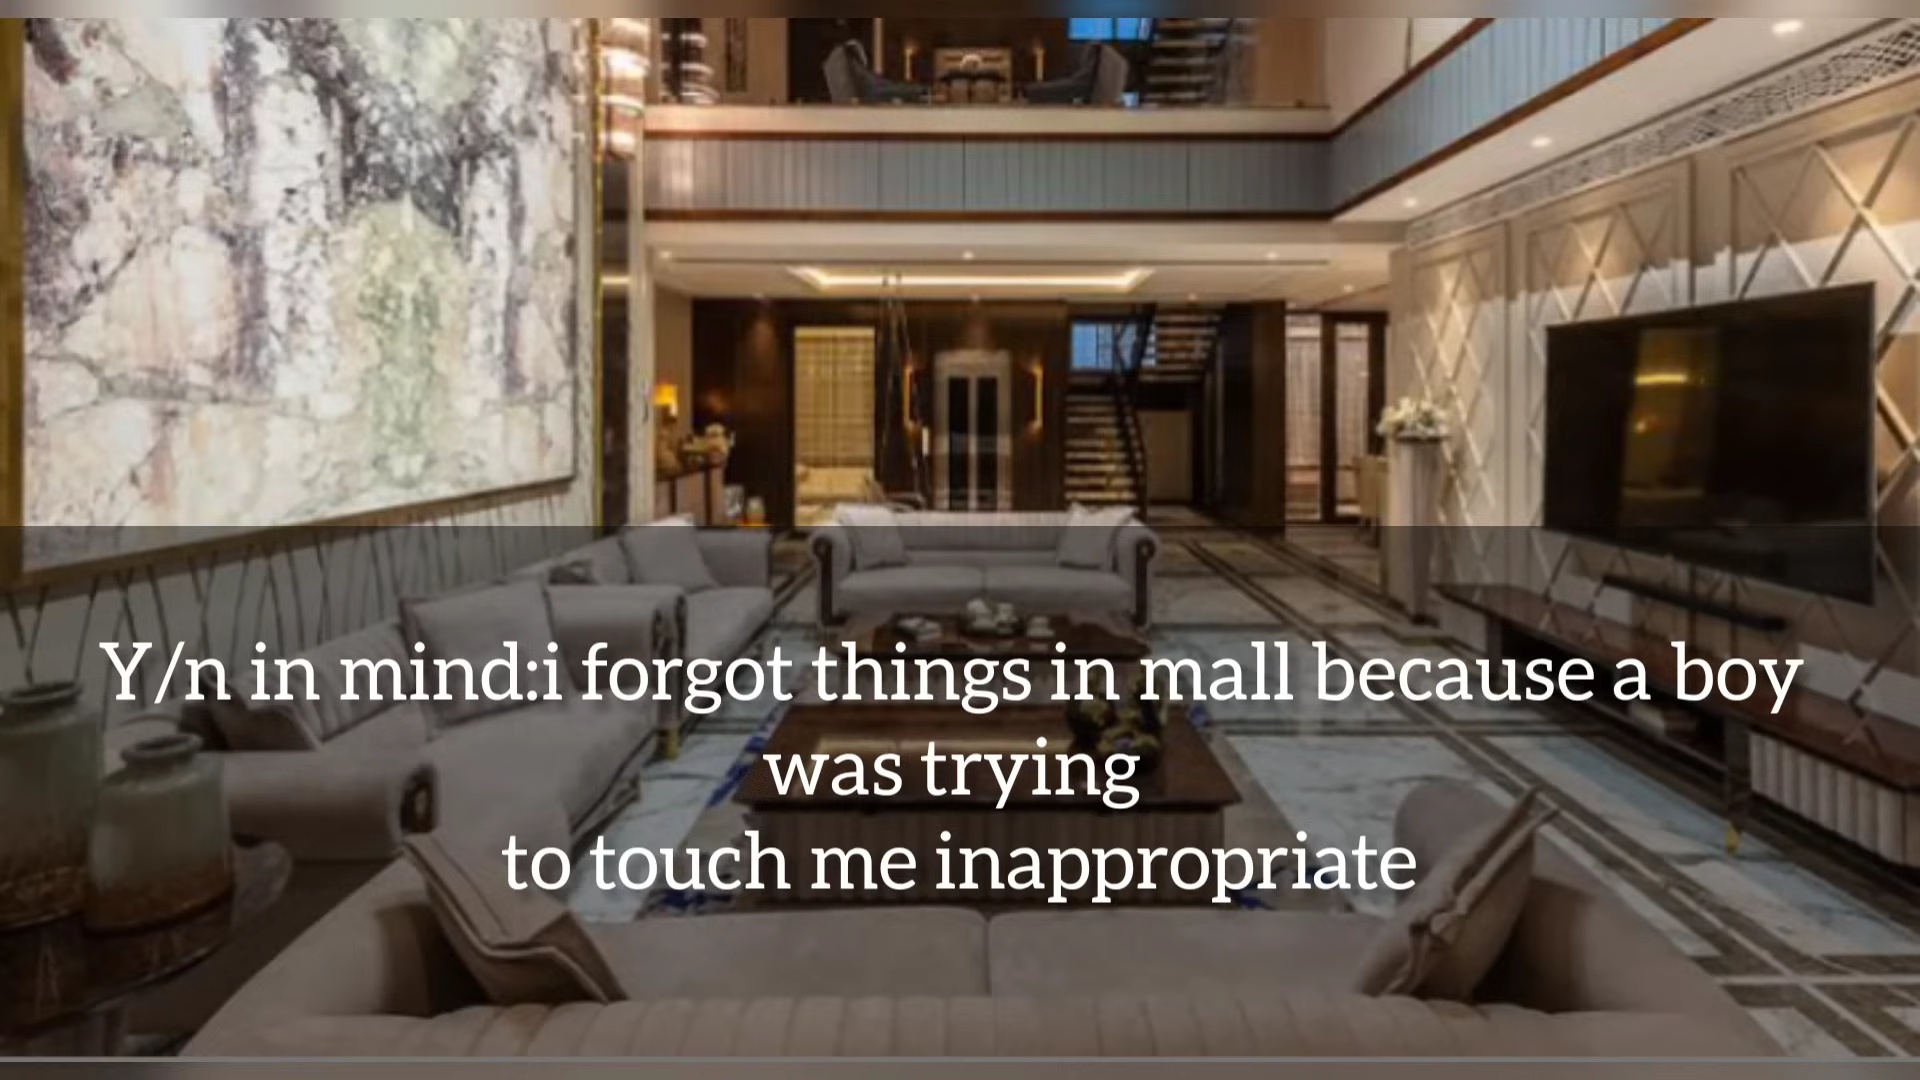 Y/n in mind:i forgot things in mall because a boy
was trying
to touch me inappropriate